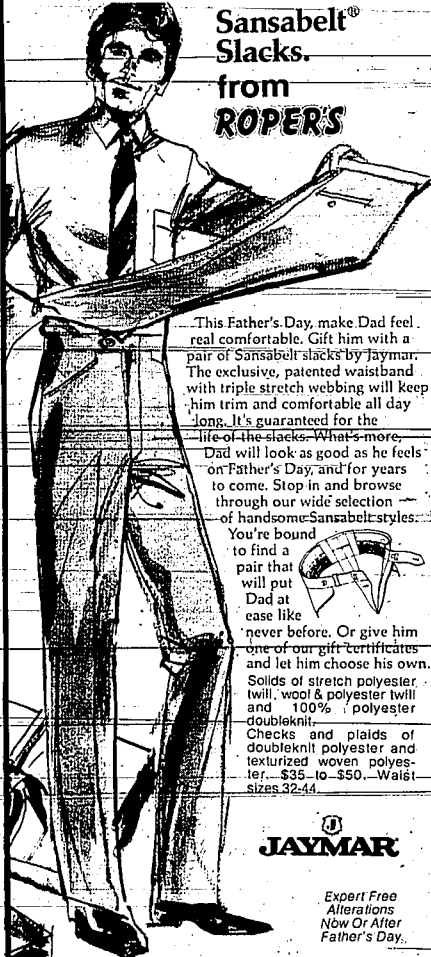 Sansabelt®
Slacks.
from
ROPER'S
This Father's Day, make Dad feel
real comfortable. Gift him with a
pair of Sansabelt slacks by Jaymar.
The exclusive, patented waistband
with triple stretch webbing will keep
him trim and comfortable all day
long. It's guaranteed for the
life of the slacks. What's more,
Dad will look as good as he feels
on Father's Day, and for years
to come. Stop in and browse
through our wide selection
of handsome Sansabelt styles.
You're bound
to find a
pair that
will put
Dad at
ease like
never before. Or give him
one of our gift certificates
and let him choose his own.
Solids of stretch polyester
twill, wool & polyester twill
and 100% polyester
doubleknit.
Checks and plaids of
doubleknit polyester and
texturized woven polyes-
ter. $35 to $50. Waist
sizes 32-44.
J
JAYMAR®
Expert Free
Alterations
Now Or After
Father's Day.